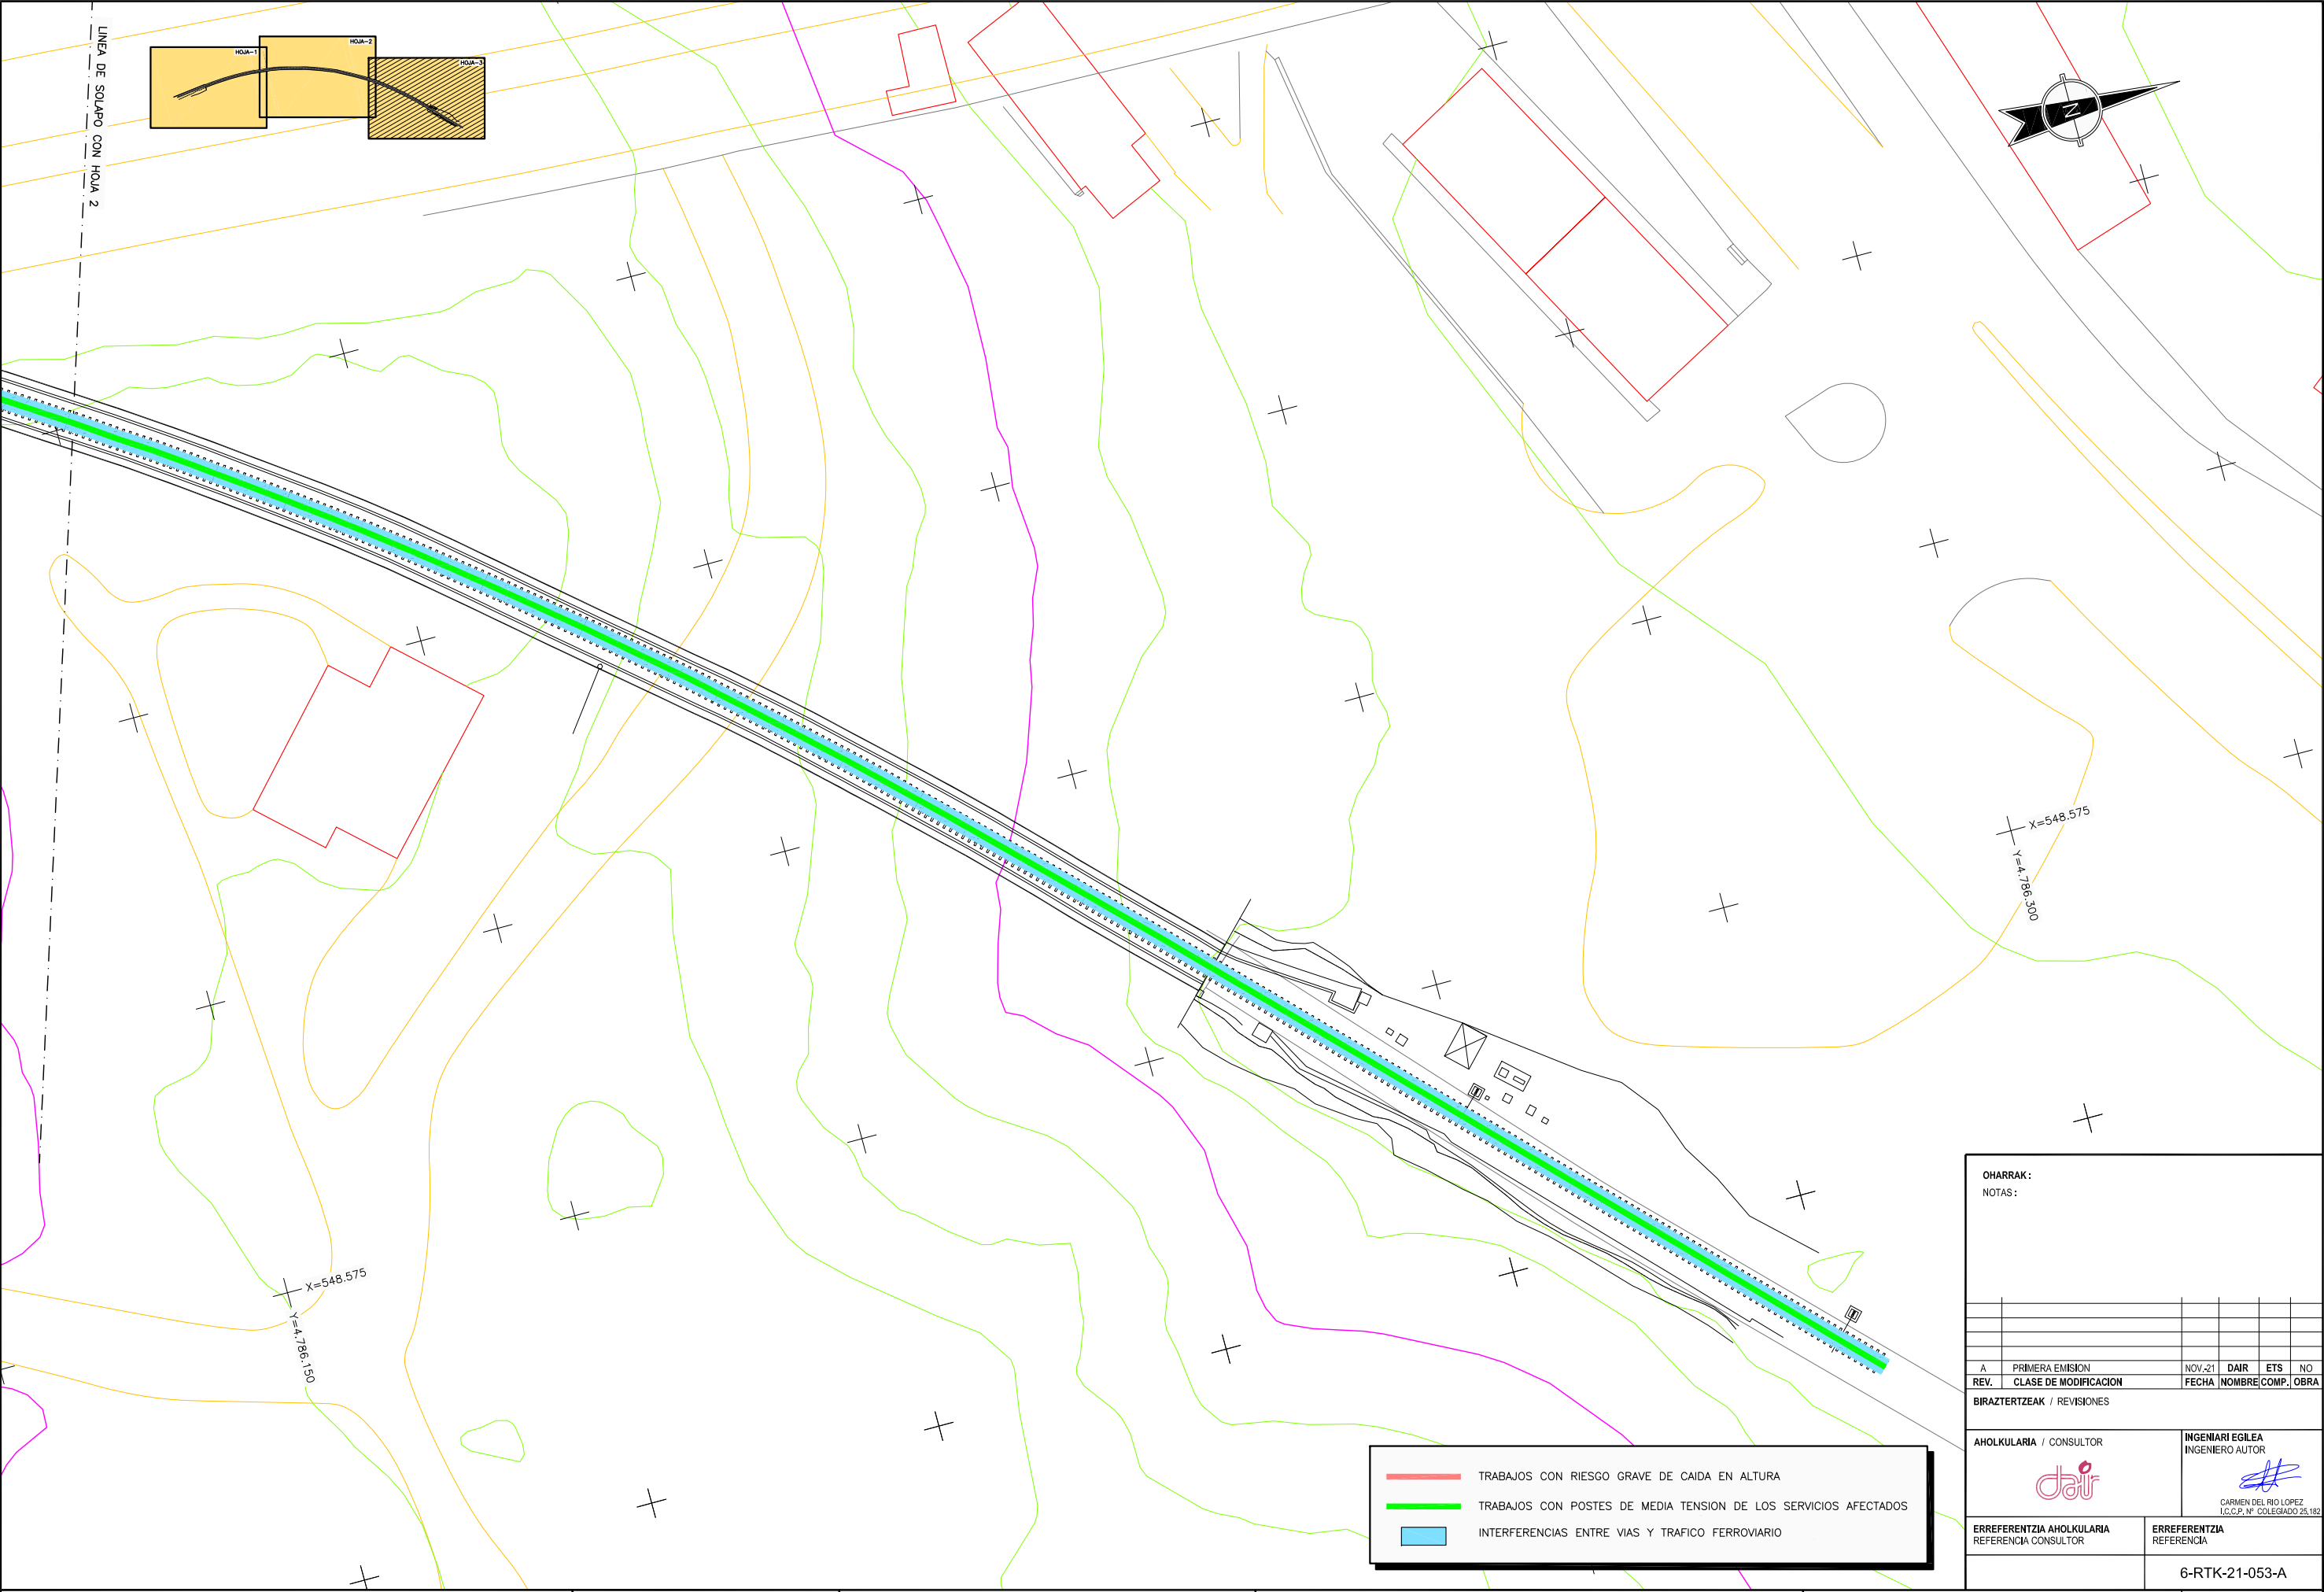 LINEA DE SOLAPO CON HOJA 2
HOJA-1
HOJA-2
HOJA-3
N
X=548.575
Y=4.786.300
X=548.575
Y=4.786.150
TRABAJOS CON RIESGO GRAVE DE CAIDA EN ALTURA
TRABAJOS CON POSTES DE MEDIA TENSION DE LOS SERVICIOS AFECTADOS
INTERFERENCIAS ENTRE VIAS Y TRAFICO FERROVIARIO
OHARRAK:
NOTAS:
A PRIMERA EMISION NOV.-21 DAIR ETS NO
REV. CLASE DE MODIFICACION FECHA NOMBRE COMP. OBRA
BIRAZTERTZEAK / REVISIONES
AHOLKULARIA / CONSULTOR
dair
INGENIARI EGILEA
INGENIERO AUTOR
CARMEN DEL RIO LOPEZ
I.C.C.P. Nº COLEGIADO 25.182
ERREFERENTZIA AHOLKULARIA
REFERENCIA CONSULTOR
ERREFERENTZIA
REFERENCIA
6-RTK-21-053-A